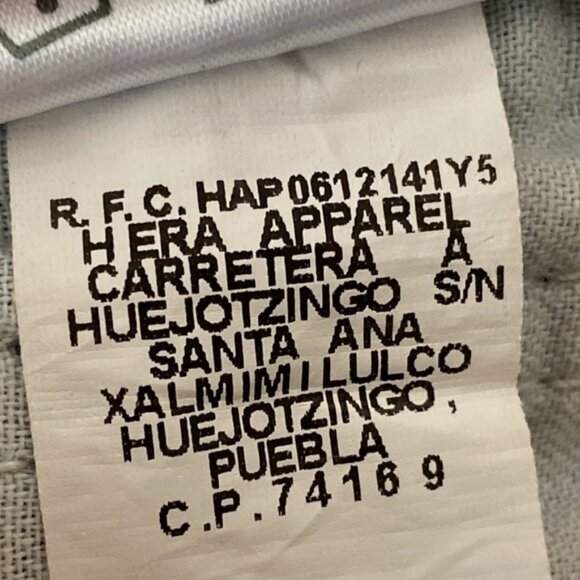 R.F.C. HAP0612141Y5
HERA APPAREL
CARRETERA A
HUEJOTZINGO S/N
SANTA ANA
XALMIMILULCO
HUEJOTZINGO,
PUEBLA
C.P. 74169